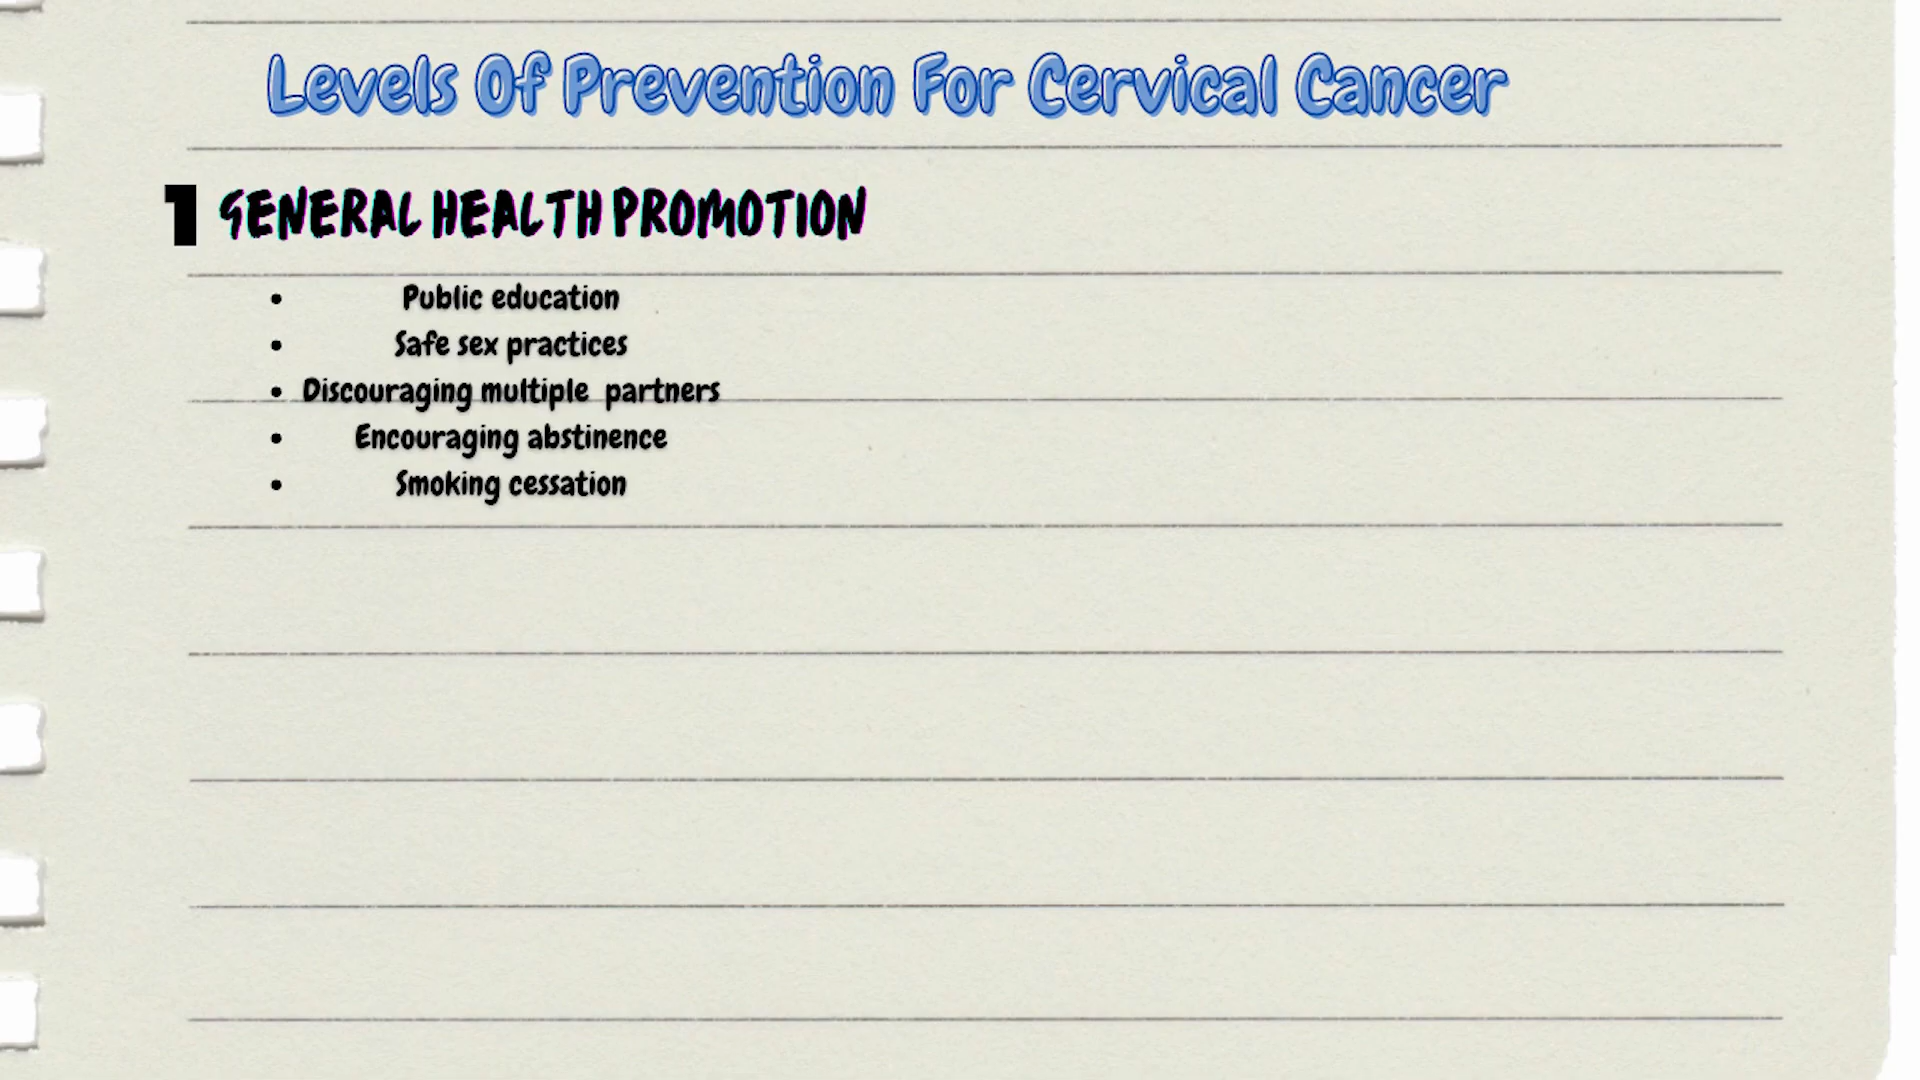 Levels Of Prevention For Cervical Cancer
1 GENERAL HEALTH PROMOTION
• Public education
• Safe sex practices
• Discouraging multiple partners
• Encouraging abstinence
• Smoking cessation